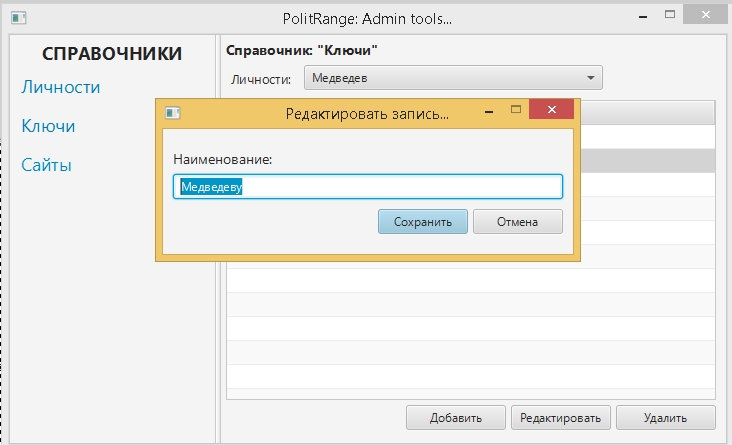 PolitRange: Admin tools...
СПРАВОЧНИКИ
Личности
Ключи
Сайты
Справочник: "Ключи"
Личности:
Медведев
Редактировать запись...
Наименование:
Медведеву
Сохранить
Отмена
Добавить
Редактировать
Удалить